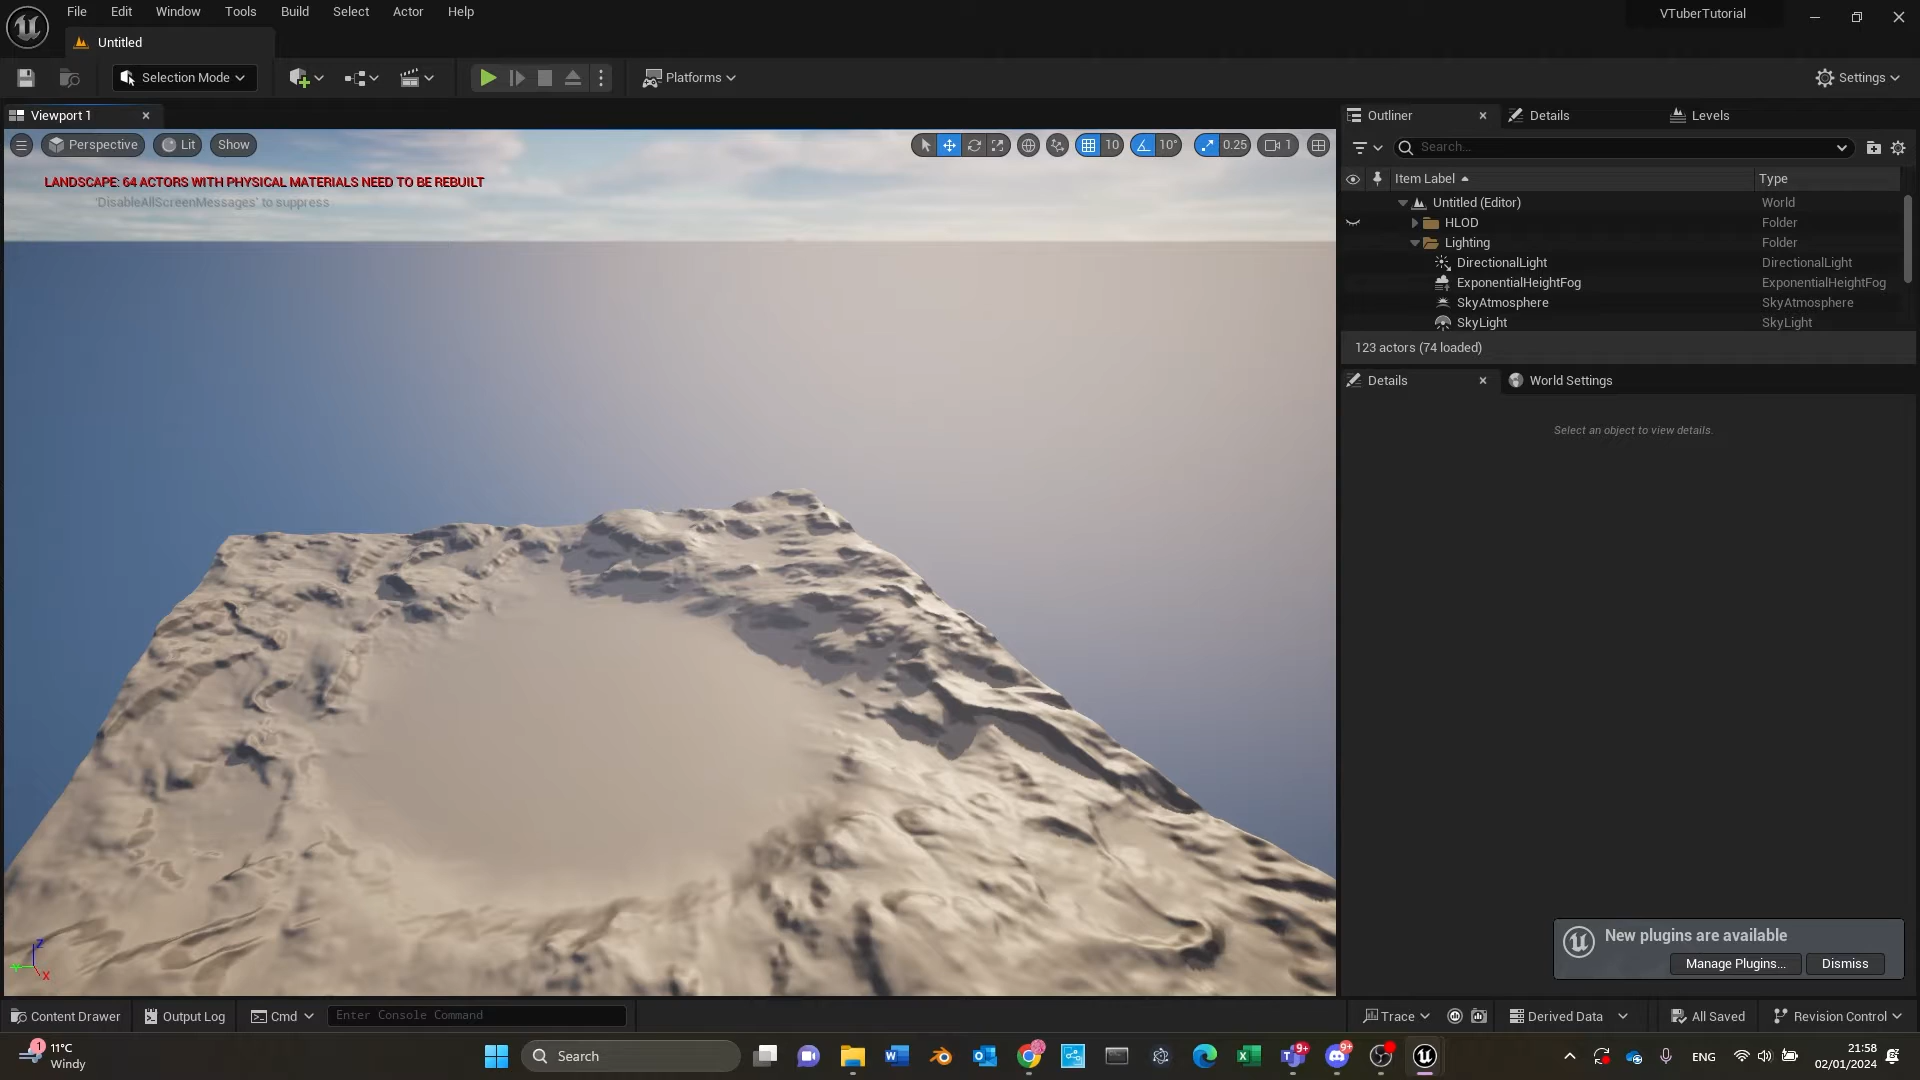 File Edit Window Tools Build Select Actor Help
VTuberTutorial
Untitled
Selection Mode
Platforms
Settings
Viewport 1
Outliner
Details
Levels
Perspective
Lit
Show
10
10°
0.25
1
Search...
LANDSCAPE: 64 ACTORS WITH PHYSICAL MATERIALS NEED TO BE REBUILT
'DisableAllScreenMessages' to suppress
Item Label
Type
Untitled (Editor) World
HLOD Folder
Lighting Folder
DirectionalLight DirectionalLight
ExponentialHeightFog ExponentialHeightFog
SkyAtmosphere SkyAtmosphere
SkyLight SkyLight
123 actors (74 loaded)
Details
World Settings
Select an object to view details.
New plugins are available
Manage Plugins...
Dismiss
Z
Y
X
Content Drawer
Output Log
Cmd
Enter Console Command
Trace
Derived Data
All Saved
Revision Control
1
11°C
Windy
Search
9+
9+
ENG
21:58
02/01/2024